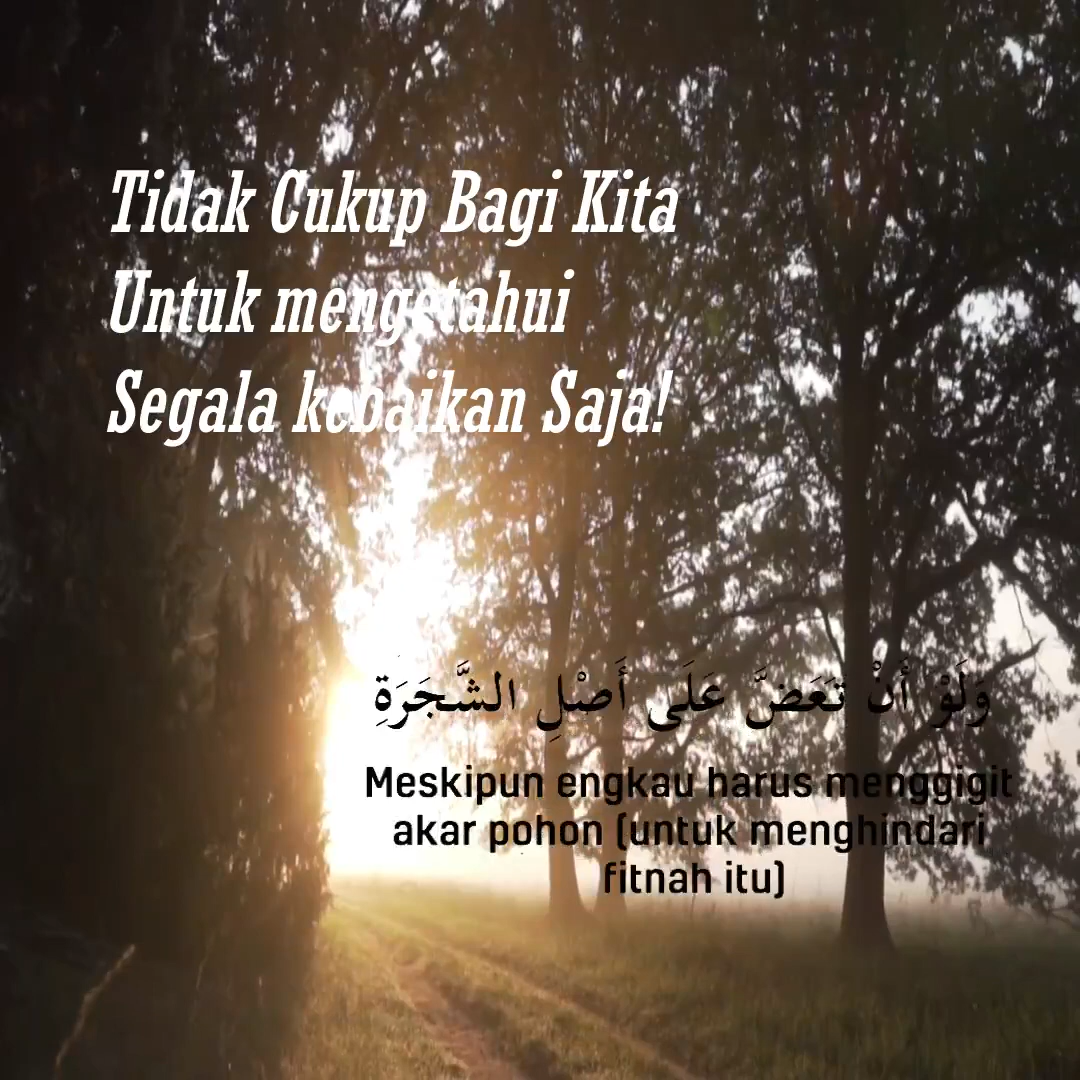 Tidak Cukup Bagi Kita
Untuk mengetahui
Segala kebaikan Saja!
وَلَوْ أَنْ تَعَضَّ عَلَى أَصْلِ الشَّجَرَةِ
Meskipun engkau harus menggigit
akar pohon (untuk menghindari
fitnah itu)